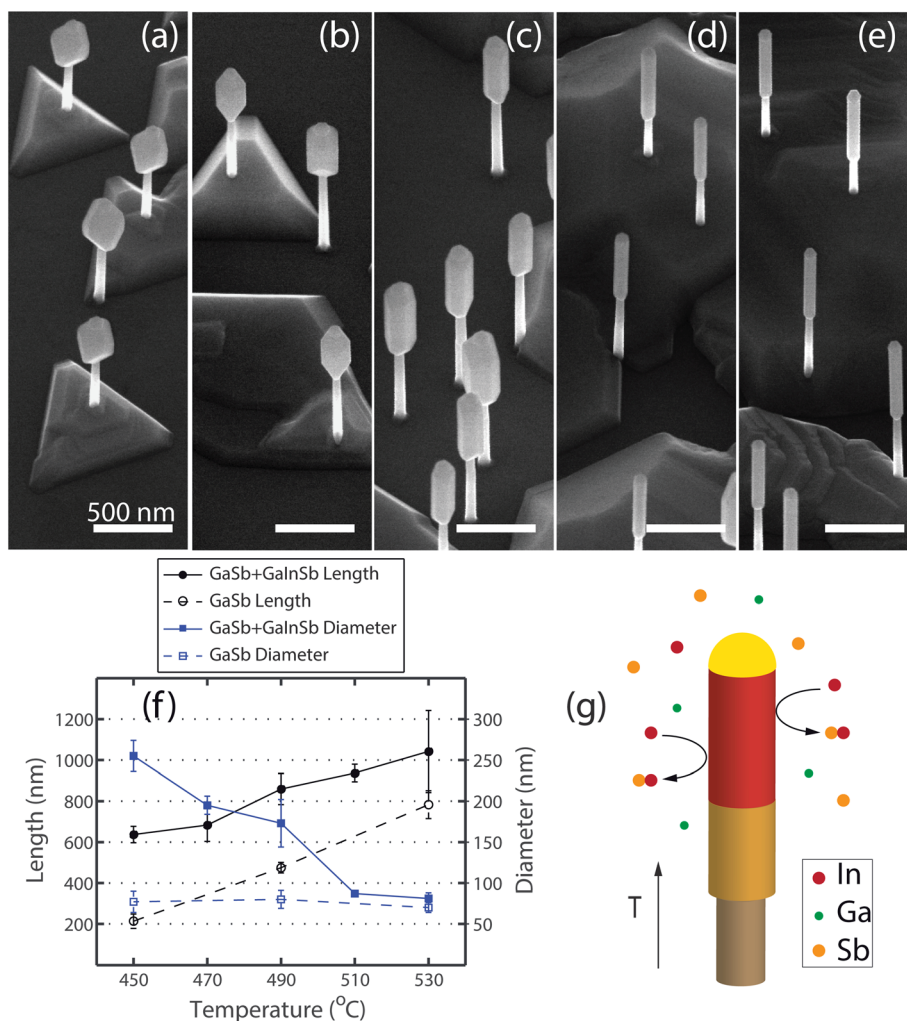 (a) (b) (c) (d) (e)
500 nm
GaSb+GaInSb Length
GaSb Length
GaSb+GaInSb Diameter
GaSb Diameter
(f)
1200
1000
800
600
400
200
Length (nm)
300
250
200
150
100
50
Diameter (nm)
450 470 490 510 530
Temperature (°C)
(g)
T
In
Ga
Sb